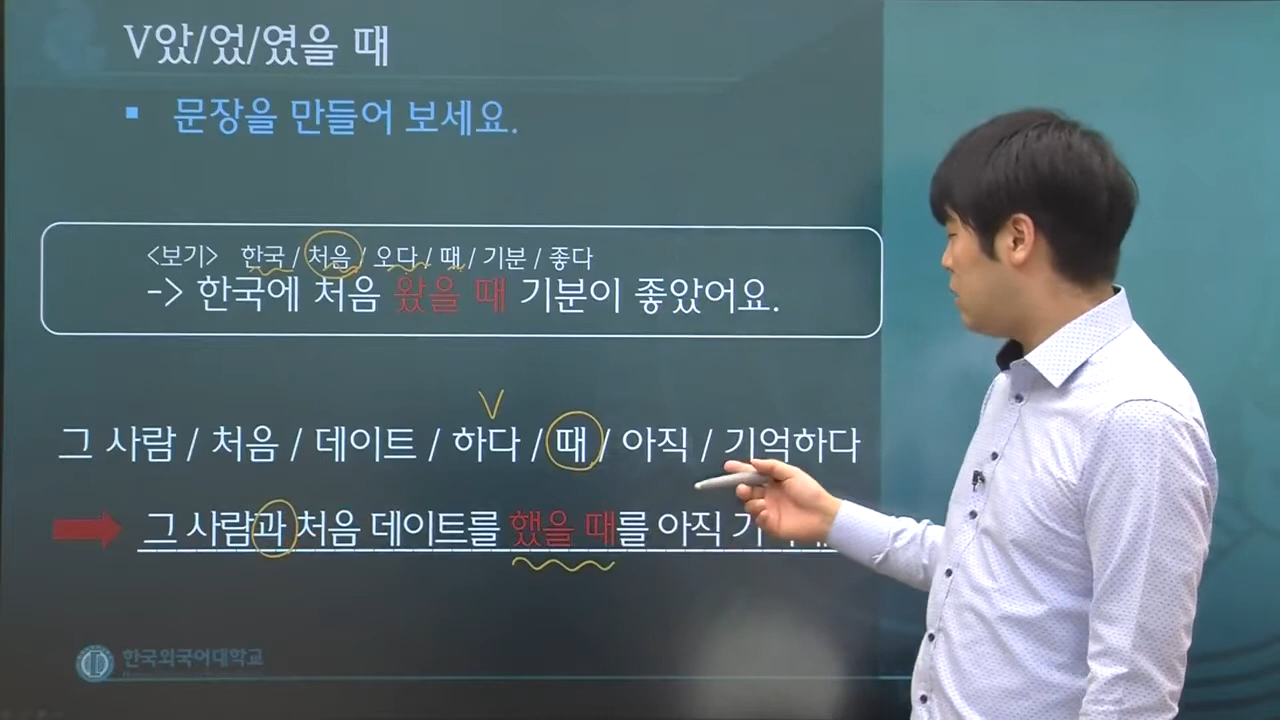 V았/었/였을 때
▪ 문장을 만들어 보세요.
<보기> 한국 / 처음 / 오다 / 때 / 기분 / 좋다
-> 한국에 처음 왔을 때 기분이 좋았어요.
V
그 사람 / 처음 / 데이트 / 하다 / 때 / 아직 / 기억하다
그 사람과 처음 데이트를 했을 때를 아직
한국외국어대학교